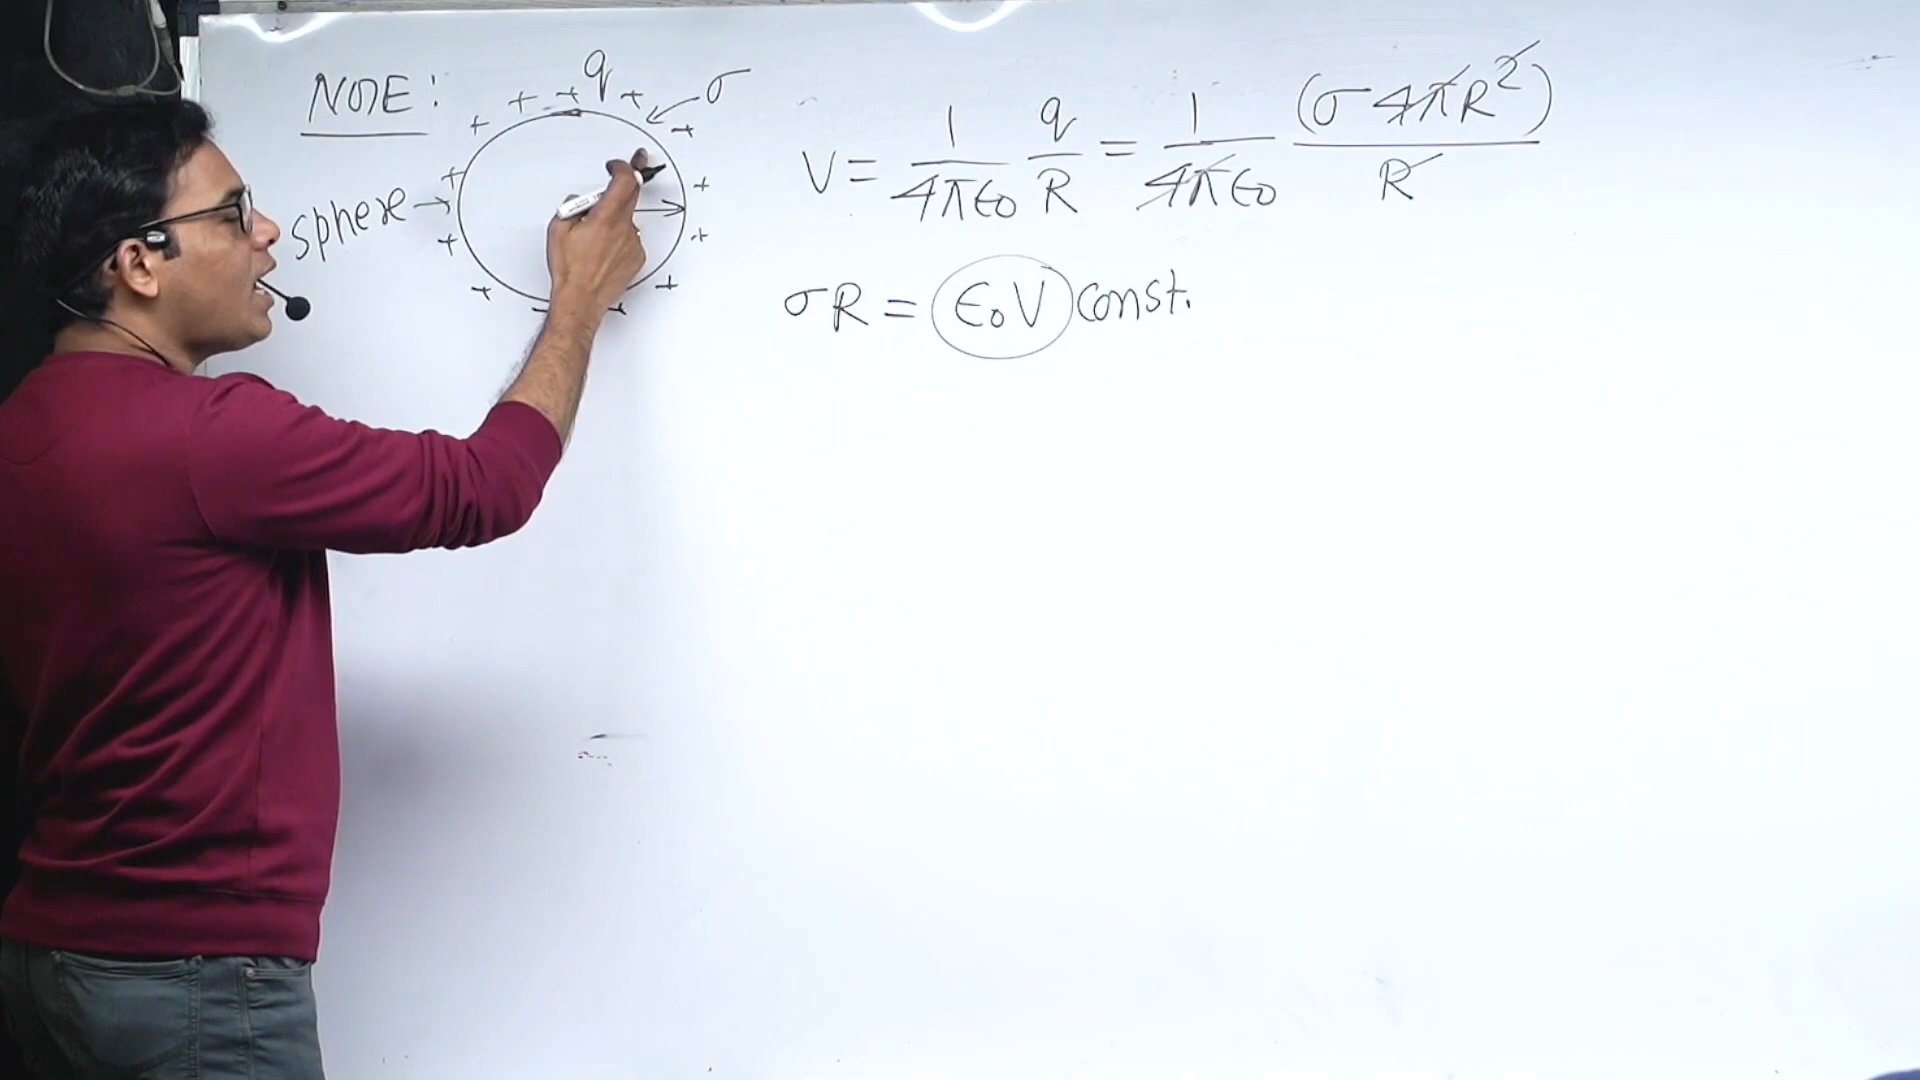 NOTE:
q
σ
sphere →
V = 1/4πϵ₀ q/R = 1/4πϵ₀ (σ 4πR²)/R
σR = ϵ₀V const.